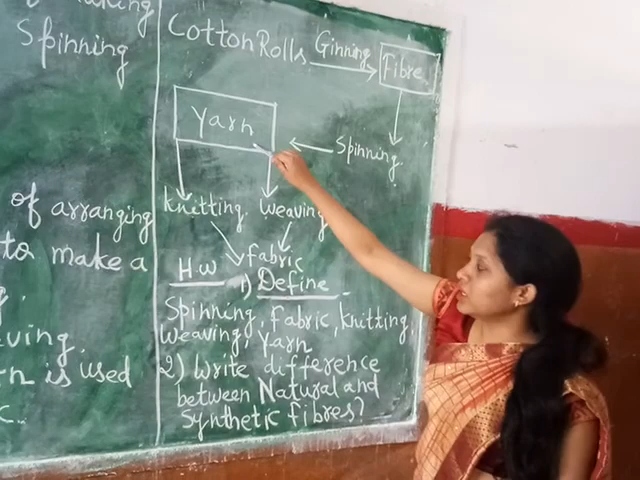 making
Spinning
of arranging
to make a
is used
Cotton Rolls Ginning Fibre
Yarn Spinning.
knitting. weaving
fabric
H.W 1) Define -
Spinning, Fabric, knitting,
weaving, Yarn
2) Write difference
between Natural and
Synthetic fibres?